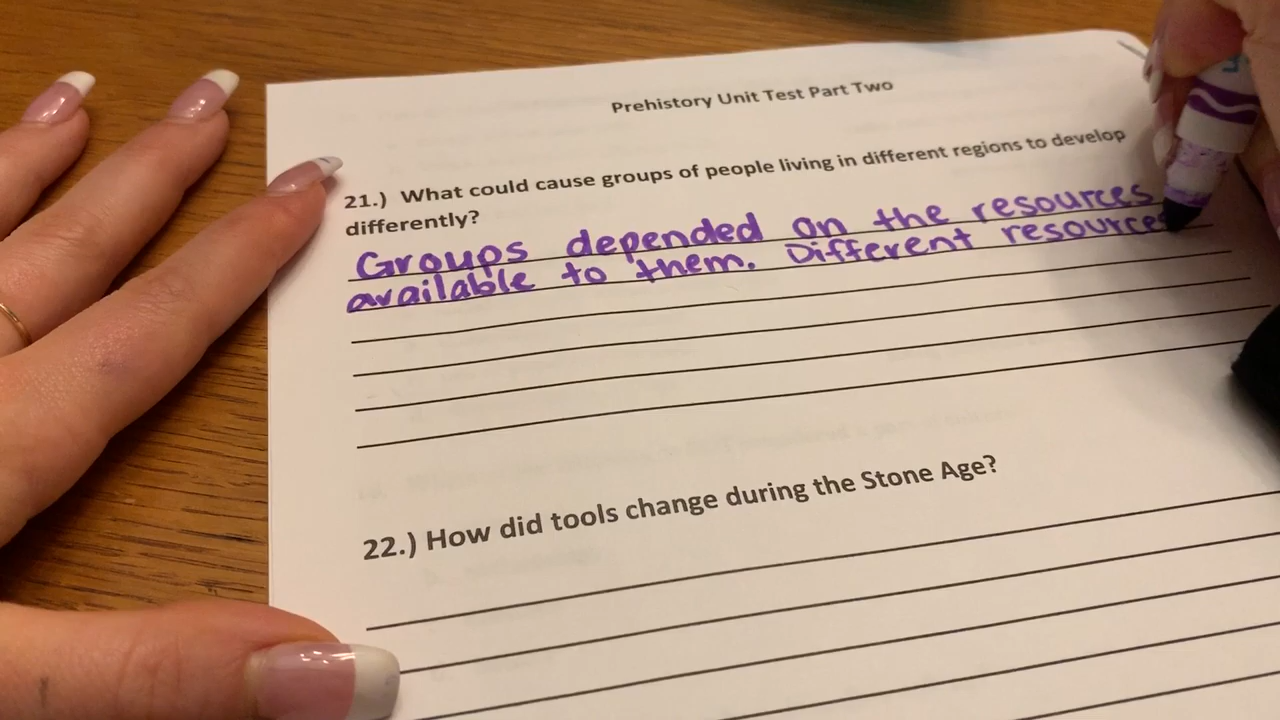 Prehistory Unit Test Part Two
21.) What could cause groups of people living in different regions to develop
differently?
Groups depended on the resources
available to them. Different resources
22.) How did tools change during the Stone Age?